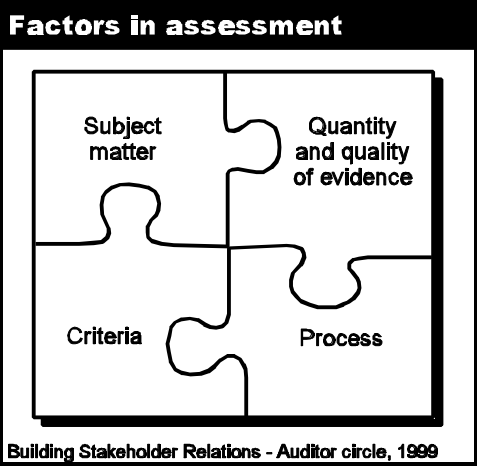 Factors in assessment
Subject
matter
Quantity
and quality
of evidence
Criteria
Process
Building Stakeholder Relations - Auditor circle, 1999